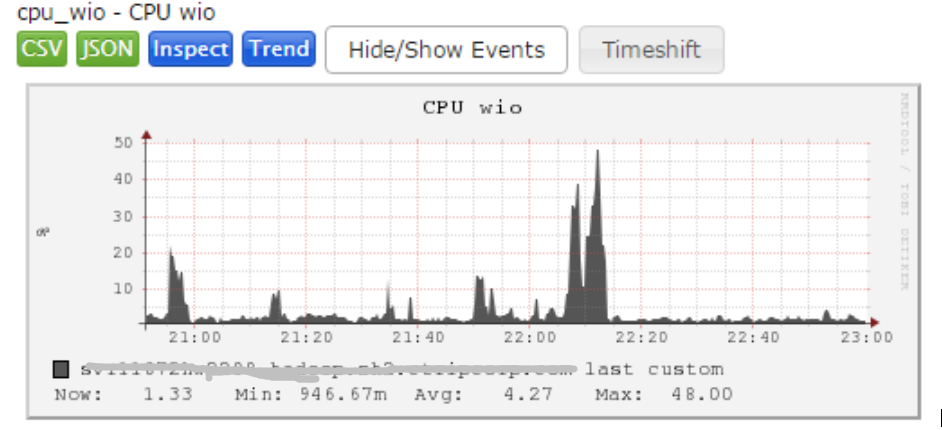 cpu_wio - CPU wio
CSV JSON Inspect Trend Hide/Show Events Timeshift
CPU wio
RRDTOOL / TOBI OETIKER
50
40
30
20
10
%
21:00 21:20 21:40 22:00 22:20 22:40 23:00
last custom
Now: 1.33 Min: 946.67m Avg: 4.27 Max: 48.00